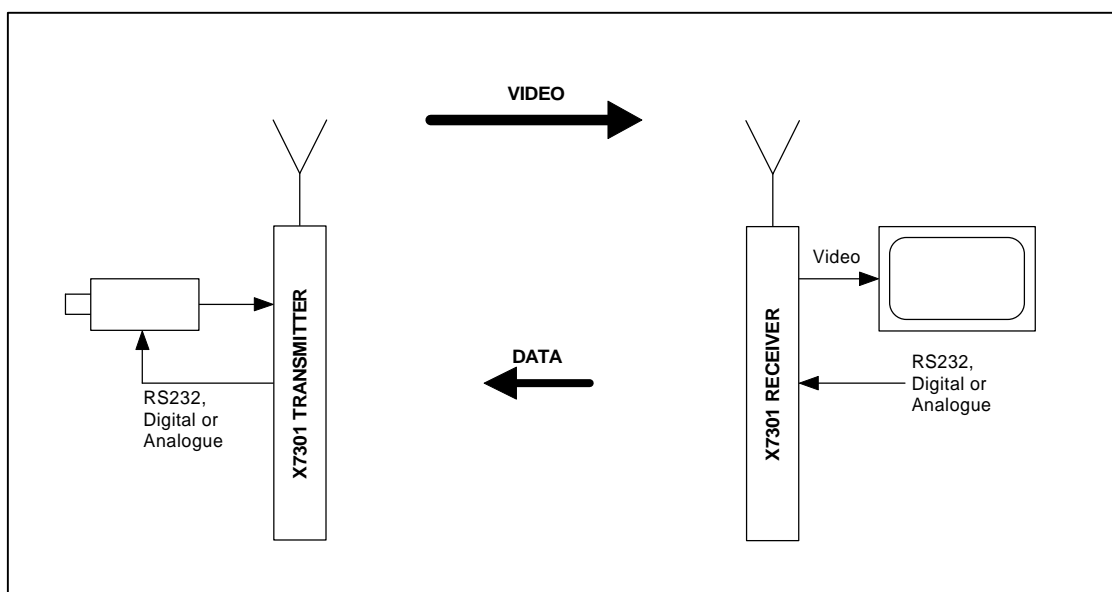 VIDEO
X7301 TRANSMITTER
RS232,
Digital or
Analogue
DATA
X7301 RECEIVER
Video
RS232,
Digital or
Analogue